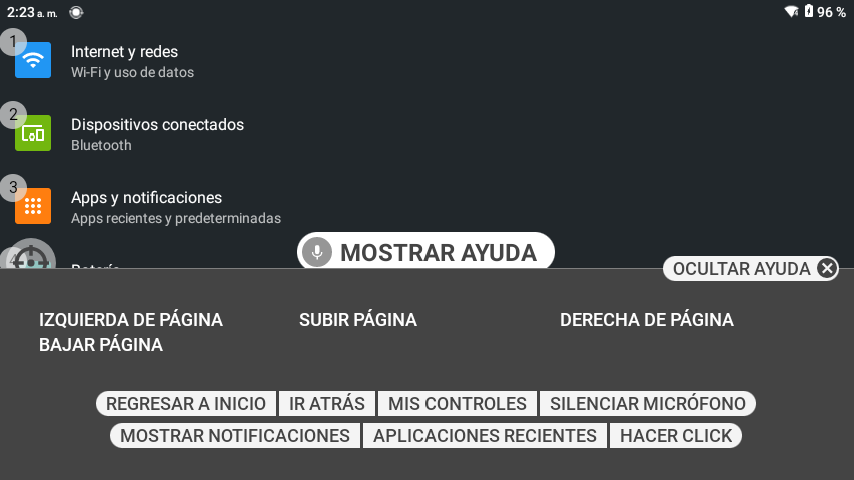 2:23 a. m. 96 %
1
Internet y redes
Wi-Fi y uso de datos
2
Dispositivos conectados
Bluetooth
3
Apps y notificaciones
Apps recientes y predeterminadas
4
Batería
MOSTRAR AYUDA
OCULTAR AYUDA
IZQUIERDA DE PÁGINA SUBIR PÁGINA DERECHA DE PÁGINA
BAJAR PÁGINA
REGRESAR A INICIO IR ATRÁS MIS CONTROLES SILENCIAR MICRÓFONO
MOSTRAR NOTIFICACIONES APLICACIONES RECIENTES HACER CLICK